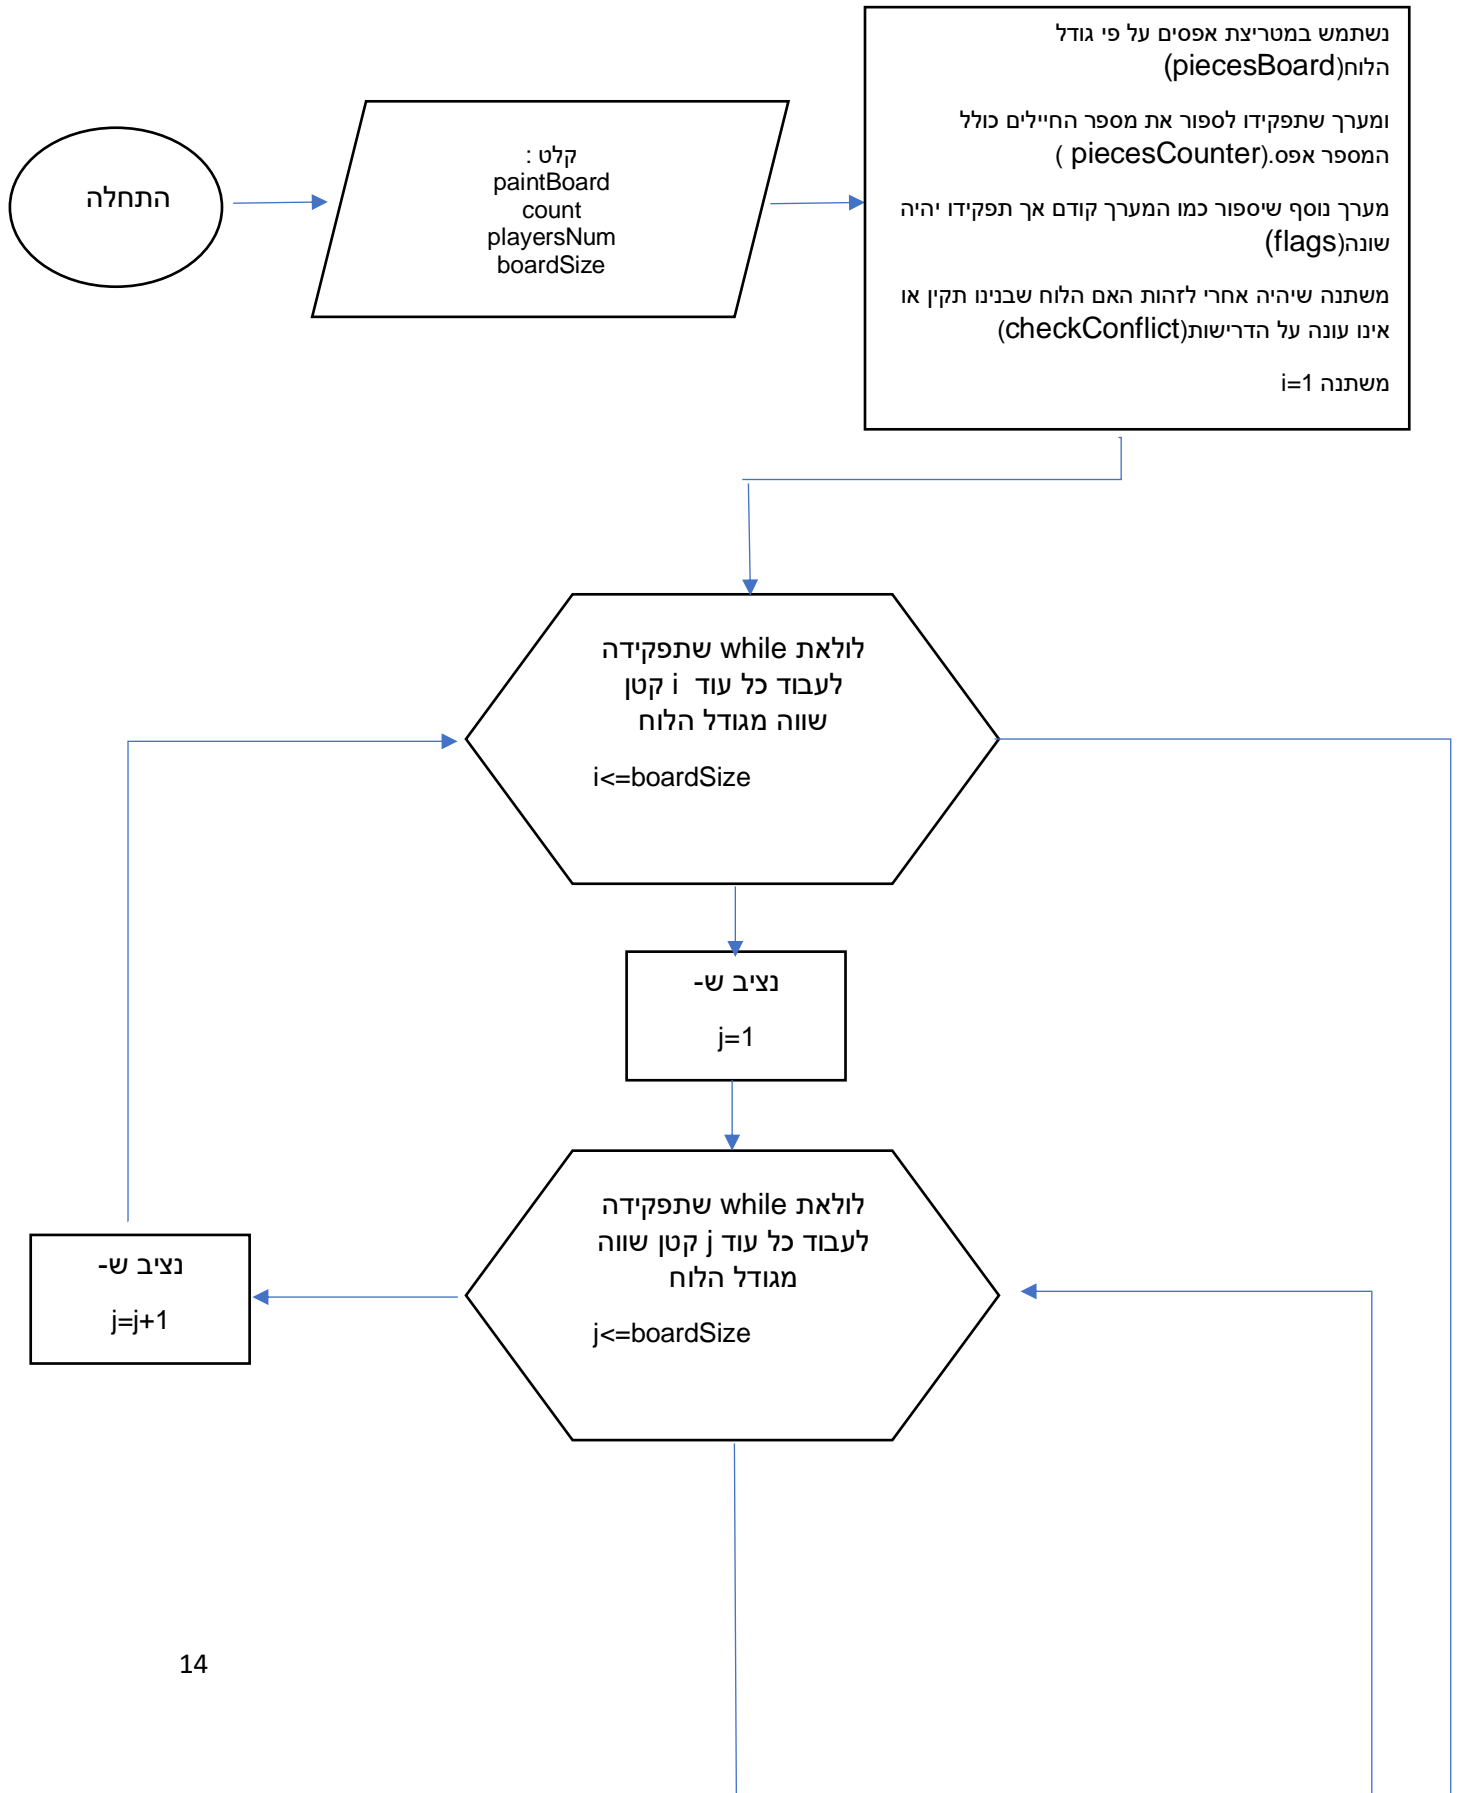 התחלה
קלט :
paintBoard
count
playersNum
boardSize
נשתמש במטריצת אפסים על פי גודל
הלוח(piecesBoard)
ומערך שתפקידו לספור את מספר החיילים כולל
המספר אפס.(piecesCounter )
מערך נוסף שיספור כמו המערך קודם אך תפקידו יהיה
שונה(flags)
משתנה שיהיה אחרי לזהות האם הלוח שבנינו תקין או
אינו עונה על הדרישות(checkConflict)
משתנה i=1
לולאת while שתפקידה
לעבוד כל עוד i קטן
שווה מגודל הלוח
i<=boardSize
נציב ש-
j=1
לולאת while שתפקידה
לעבוד כל עוד j קטן שווה
מגודל הלוח
j<=boardSize
נציב ש-
j=j+1
14